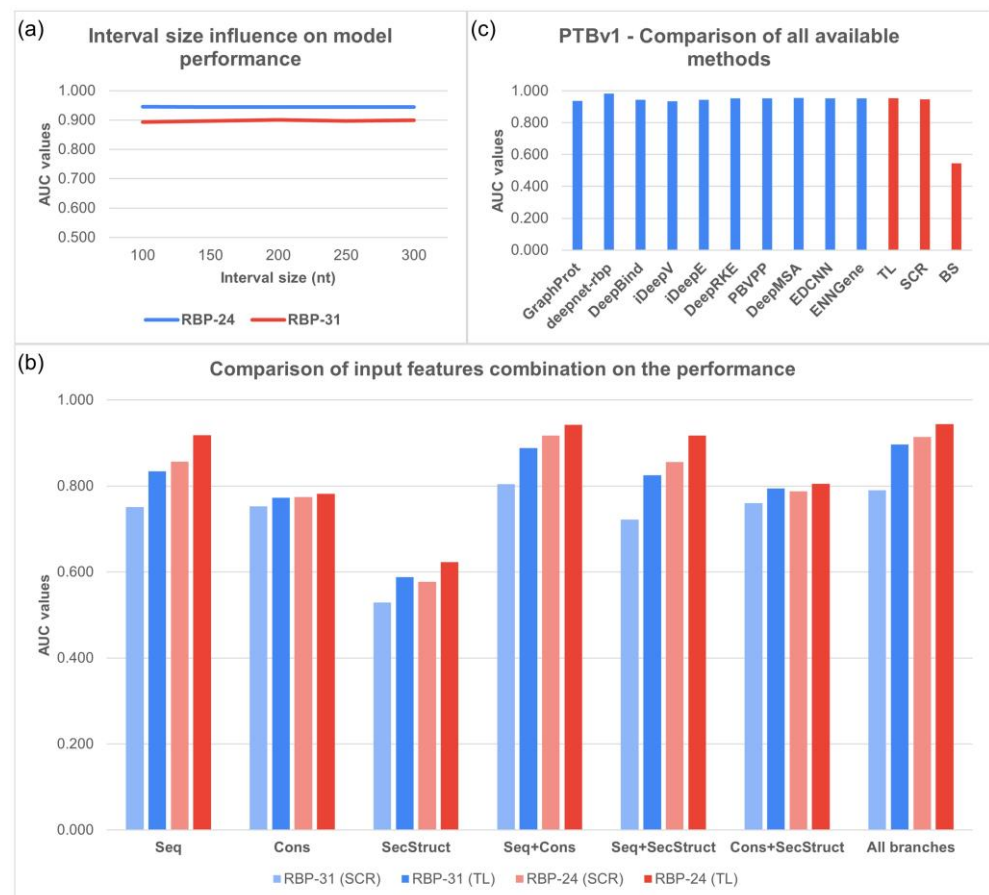 (a)
Interval size influence on model
performance
AUC values
1.000
0.900
0.800
0.700
0.600
0.500
100 150 200 250 300
Interval size (nt)
RBP-24 RBP-31
(c)
PTBv1 - Comparison of all available
methods
AUC values
1.000
0.800
0.600
0.400
0.200
0.000
GraphProt
deepnet-rbp
DeepBind
iDeepV
iDeepE
DeepRKE
PBVPP
DeepMSA
EDCNN
ENNGene
TL
SCR
BS
(b)
Comparison of input features combination on the performance
AUC values
1.000
0.800
0.600
0.400
0.200
0.000
Seq Cons SecStruct Seq+Cons Seq+SecStruct Cons+SecStruct All branches
RBP-31 (SCR) RBP-31 (TL) RBP-24 (SCR) RBP-24 (TL)